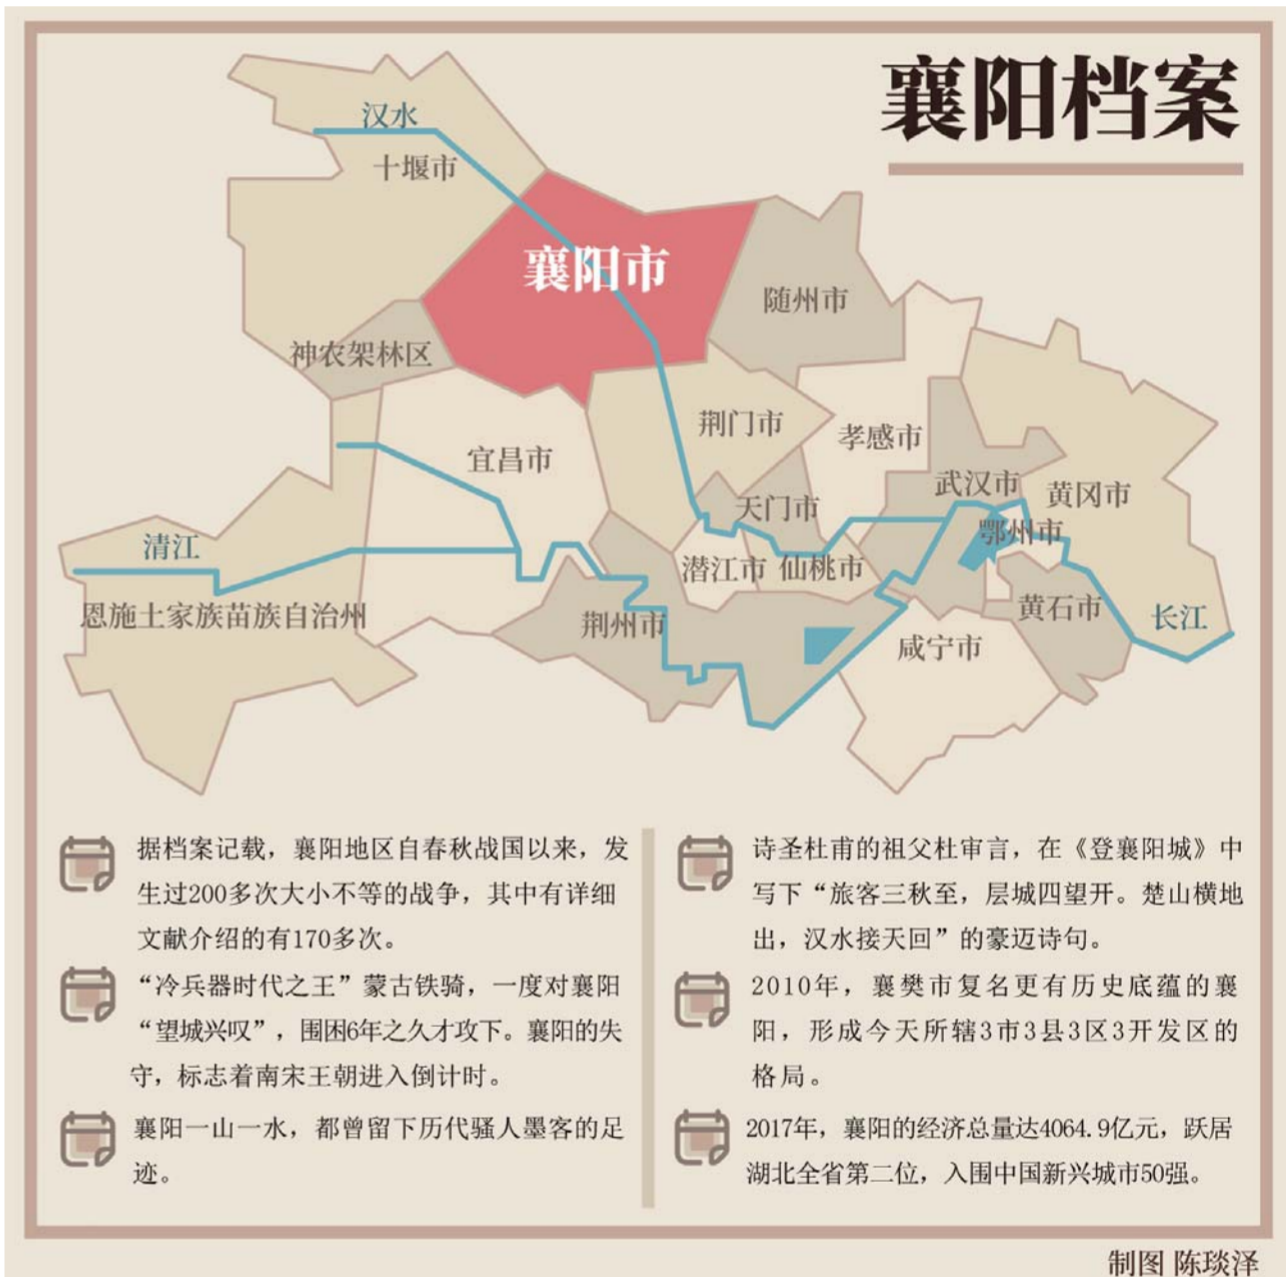 襄阳档案
汉水
十堰市
襄阳市
随州市
神农架林区
荆门市
孝感市
宜昌市
武汉市
黄冈市
天门市
鄂州市
清江
潜江市
仙桃市
恩施土家族苗族自治州
荆州市
黄石市
长江
咸宁市
据档案记载，襄阳地区自春秋战国以来，发
生过200多次大小不等的战争，其中有详细
文献介绍的有170多次。
“冷兵器时代之王”蒙古铁骑，一度对襄阳
“望城兴叹”，围困6年之久才攻下。襄阳的失
守，标志着南宋王朝进入倒计时。
襄阳一山一水，都曾留下历代骚人墨客的足
迹。
诗圣杜甫的祖父杜审言，在《登襄阳城》中
写下“旅客三秋至，层城四望开。楚山横地
出，汉水接天回”的豪迈诗句。
2010年，襄樊市复名更有历史底蕴的襄
阳，形成今天所辖3市3县3区3开发区的
格局。
2017年，襄阳的经济总量达4064.9亿元，跃居
湖北全省第二位，入围中国新兴城市50强。
制图 陈琰泽